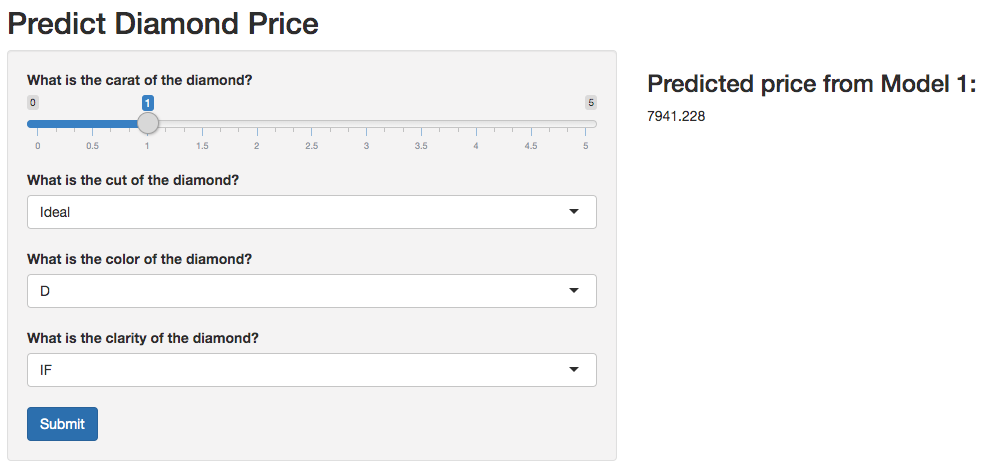 Predict Diamond Price
What is the carat of the diamond?
0 1 5
0 0.5 1 1.5 2 2.5 3 3.5 4 4.5 5
What is the cut of the diamond?
Ideal
What is the color of the diamond?
D
What is the clarity of the diamond?
IF
Submit
Predicted price from Model 1:
7941.228